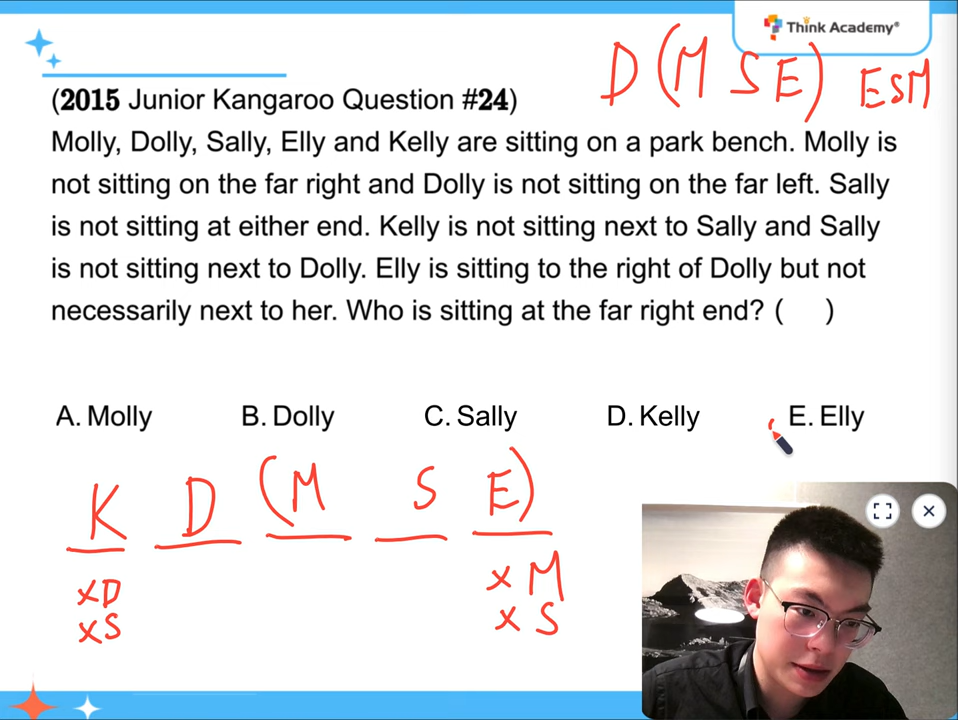 Think Academy®
D (M S E) ESM
(2015 Junior Kangaroo Question #24)
Molly, Dolly, Sally, Elly and Kelly are sitting on a park bench. Molly is
not sitting on the far right and Dolly is not sitting on the far left. Sally
is not sitting at either end. Kelly is not sitting next to Sally and Sally
is not sitting next to Dolly. Elly is sitting to the right of Dolly but not
necessarily next to her. Who is sitting at the far right end? ( )
A. Molly B. Dolly C. Sally D. Kelly E. Elly
K D (M S E)
xD x M
xS x S